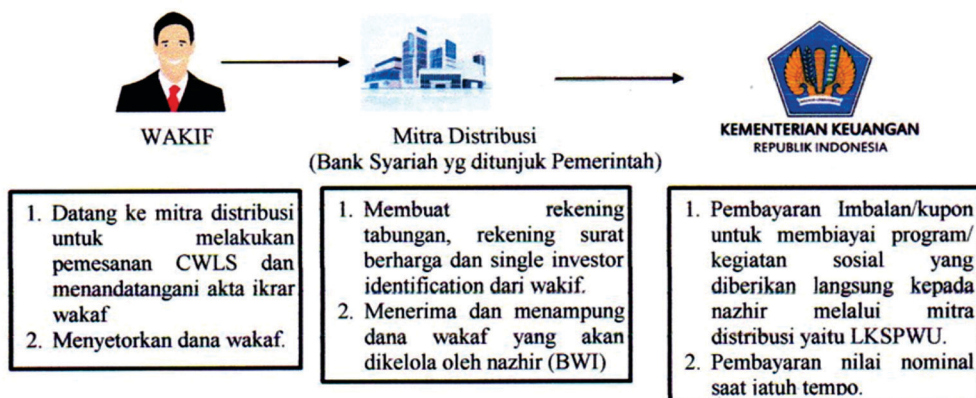 WAKIF
Mitra Distribusi
(Bank Syariah yg ditunjuk Pemerintah)
KEMENTERIAN KEUANGAN
REPUBLIK INDONESIA
1. Datang ke mitra distribusi
untuk melakukan
pemesanan CWLS dan
menandatangani akta ikrar
wakaf
2. Menyetorkan dana wakaf.
1. Membuat rekening
tabungan, rekening surat
berharga dan single investor
identification dari wakif.
2. Menerima dan menampung
dana wakaf yang akan
dikelola oleh nazhir (BWI)
1. Pembayaran Imbalan/kupon
untuk membiayai program/
kegiatan sosial yang
diberikan langsung kepada
nazhir melalui mitra
distribusi yaitu LKSPWU.
2. Pembayaran nilai nominal
saat jatuh tempo.